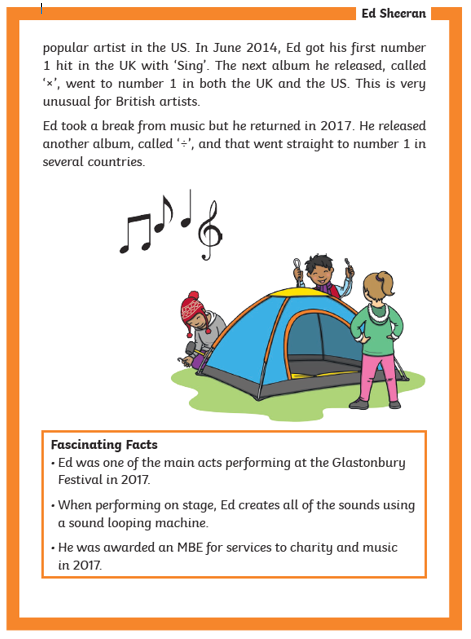 Ed Sheeran
popular artist in the US. In June 2014, Ed got his first number
1 hit in the UK with ‘Sing’. The next album he released, called
‘×’, went to number 1 in both the UK and the US. This is very
unusual for British artists.
Ed took a break from music but he returned in 2017. He released
another album, called ‘÷’, and that went straight to number 1 in
several countries.
Fascinating Facts
• Ed was one of the main acts performing at the Glastonbury
Festival in 2017.
• When performing on stage, Ed creates all of the sounds using
a sound looping machine.
• He was awarded an MBE for services to charity and music
in 2017.